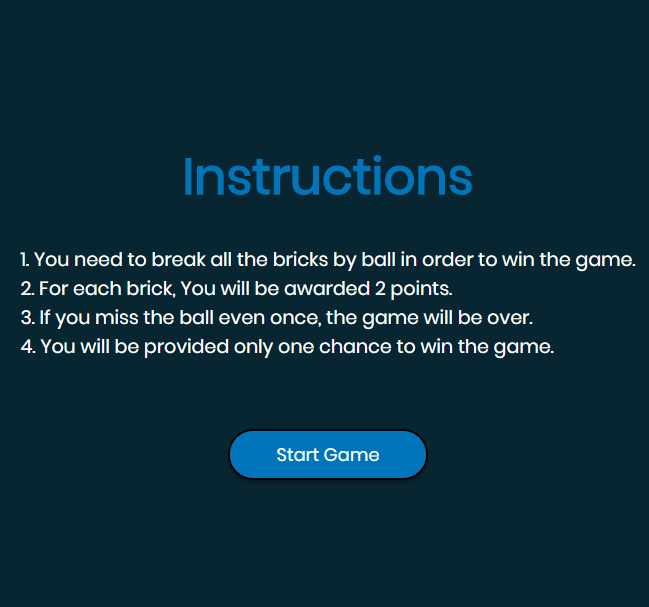 Instructions
1. You need to break all the bricks by ball in order to win the game.
2. For each brick, You will be awarded 2 points.
3. If you miss the ball even once, the game will be over.
4. You will be provided only one chance to win the game.
Start Game